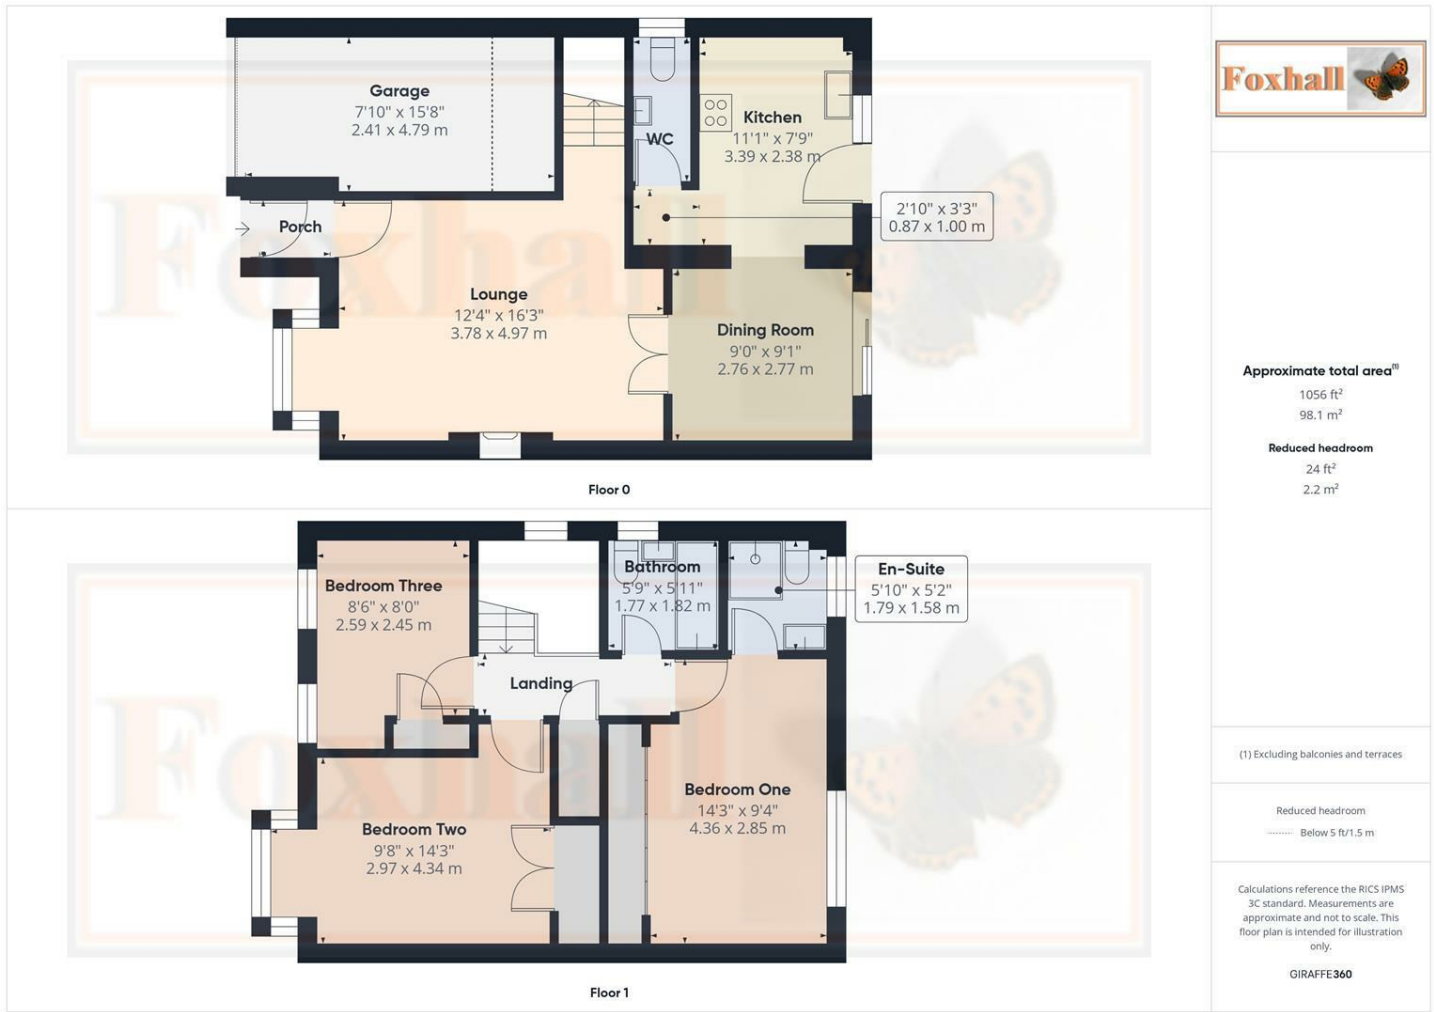 Garage
7'10" x 15'8"
2.41 x 4.79 m
WC
Kitchen
11'1" x 7'9"
3.39 x 2.38 m
2'10" x 3'3"
0.87 x 1.00 m
Porch
Lounge
12'4" x 16'3"
3.78 x 4.97 m
Dining Room
9'0" x 9'1"
2.76 x 2.77 m
Foxhall
Floor 0
Bedroom Three
8'6" x 8'0"
2.59 x 2.45 m
Bathroom
5'9" x 5'11"
1.77 x 1.82 m
En-Suite
5'10" x 5'2"
1.79 x 1.58 m
Landing
Bedroom One
14'3" x 9'4"
4.36 x 2.85 m
Bedroom Two
9'8" x 14'3"
2.97 x 4.34 m
Foxhall
Floor 1
Foxhall
Approximate total area(1)
1056 ft²
98.1 m²
Reduced headroom
24 ft²
2.2 m²
(1) Excluding balconies and terraces
Reduced headroom
Below 5 ft/1.5 m
Calculations reference the RICS IPMS
3C standard. Measurements are
approximate and not to scale. This
floor plan is intended for illustration
only.
GIRAFFE360